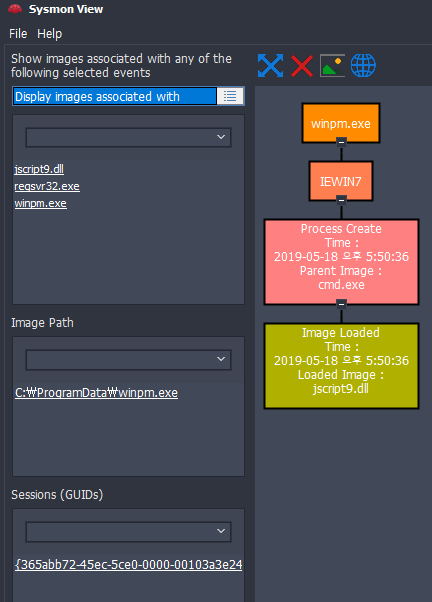 Sysmon View
File Help
Show images associated with any of the
following selected events
Display images associated with
jscript9.dll
regsvr32.exe
winpm.exe
Image Path
C:₩ProgramData₩winpm.exe
Sessions (GUIDs)
{365abb72-45ec-5ce0-0000-00103a3e24
winpm.exe
IEWIN7
Process Create
Time :
2019-05-18 오후 5:50:36
Parent Image :
cmd.exe
Image Loaded
Time :
2019-05-18 오후 5:50:36
Loaded Image :
jscript9.dll